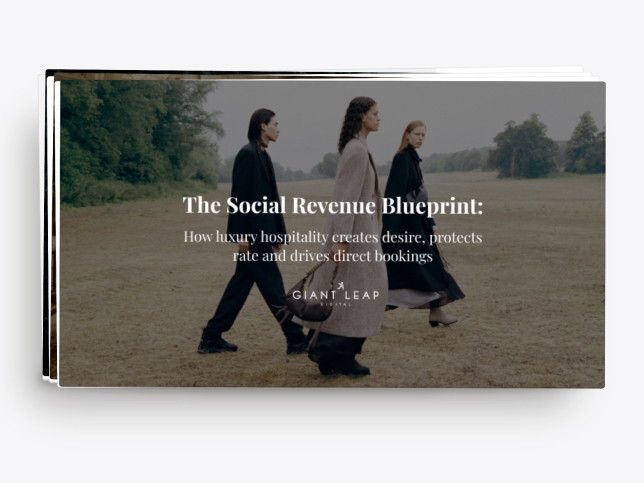 The Social Revenue Blueprint:
How luxury hospitality creates desire, protects
rate and drives direct bookings
GIANT LEAP
DIGITAL